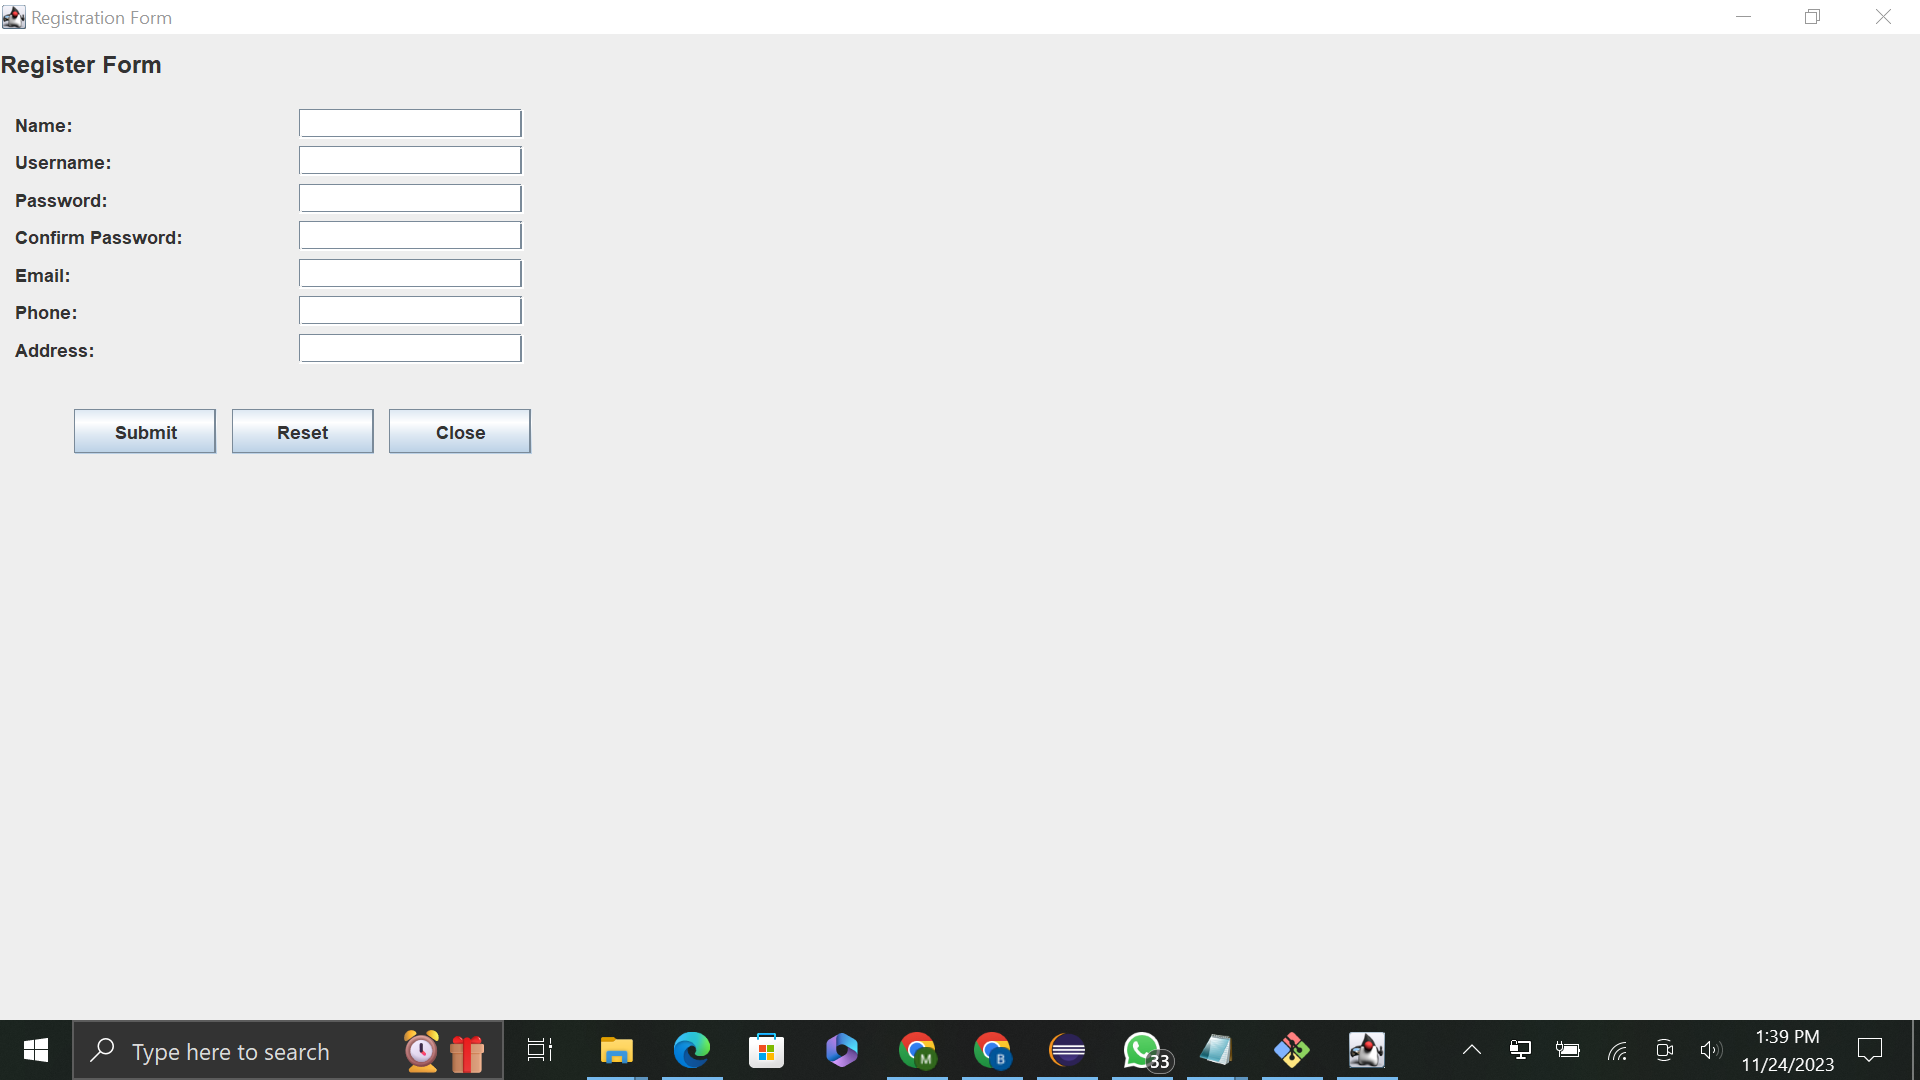 Registration Form
Register Form
Name:
Username:
Password:
Confirm Password:
Email:
Phone:
Address:
Submit Reset Close
Type here to search
M
B
33
1:39 PM
11/24/2023